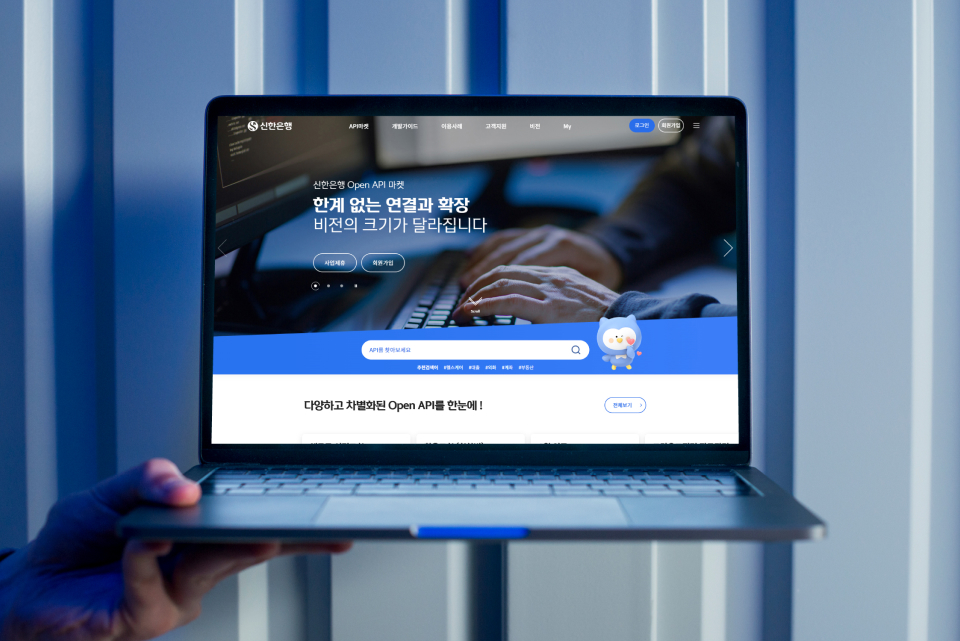 신한은행
API마켓 개발가이드 이용사례 고객지원 비전 My
로그인 회원가입
신한은행 Open API 마켓
한계 없는 연결과 확장
비전의 크기가 달라집니다
사업제휴 회원가입
Scroll
API를 찾아보세요
추천검색어 #헬스케어 #대출 #외화 #계좌 #부동산
다양하고 차별화된 Open API를 한눈에 !
전체보기